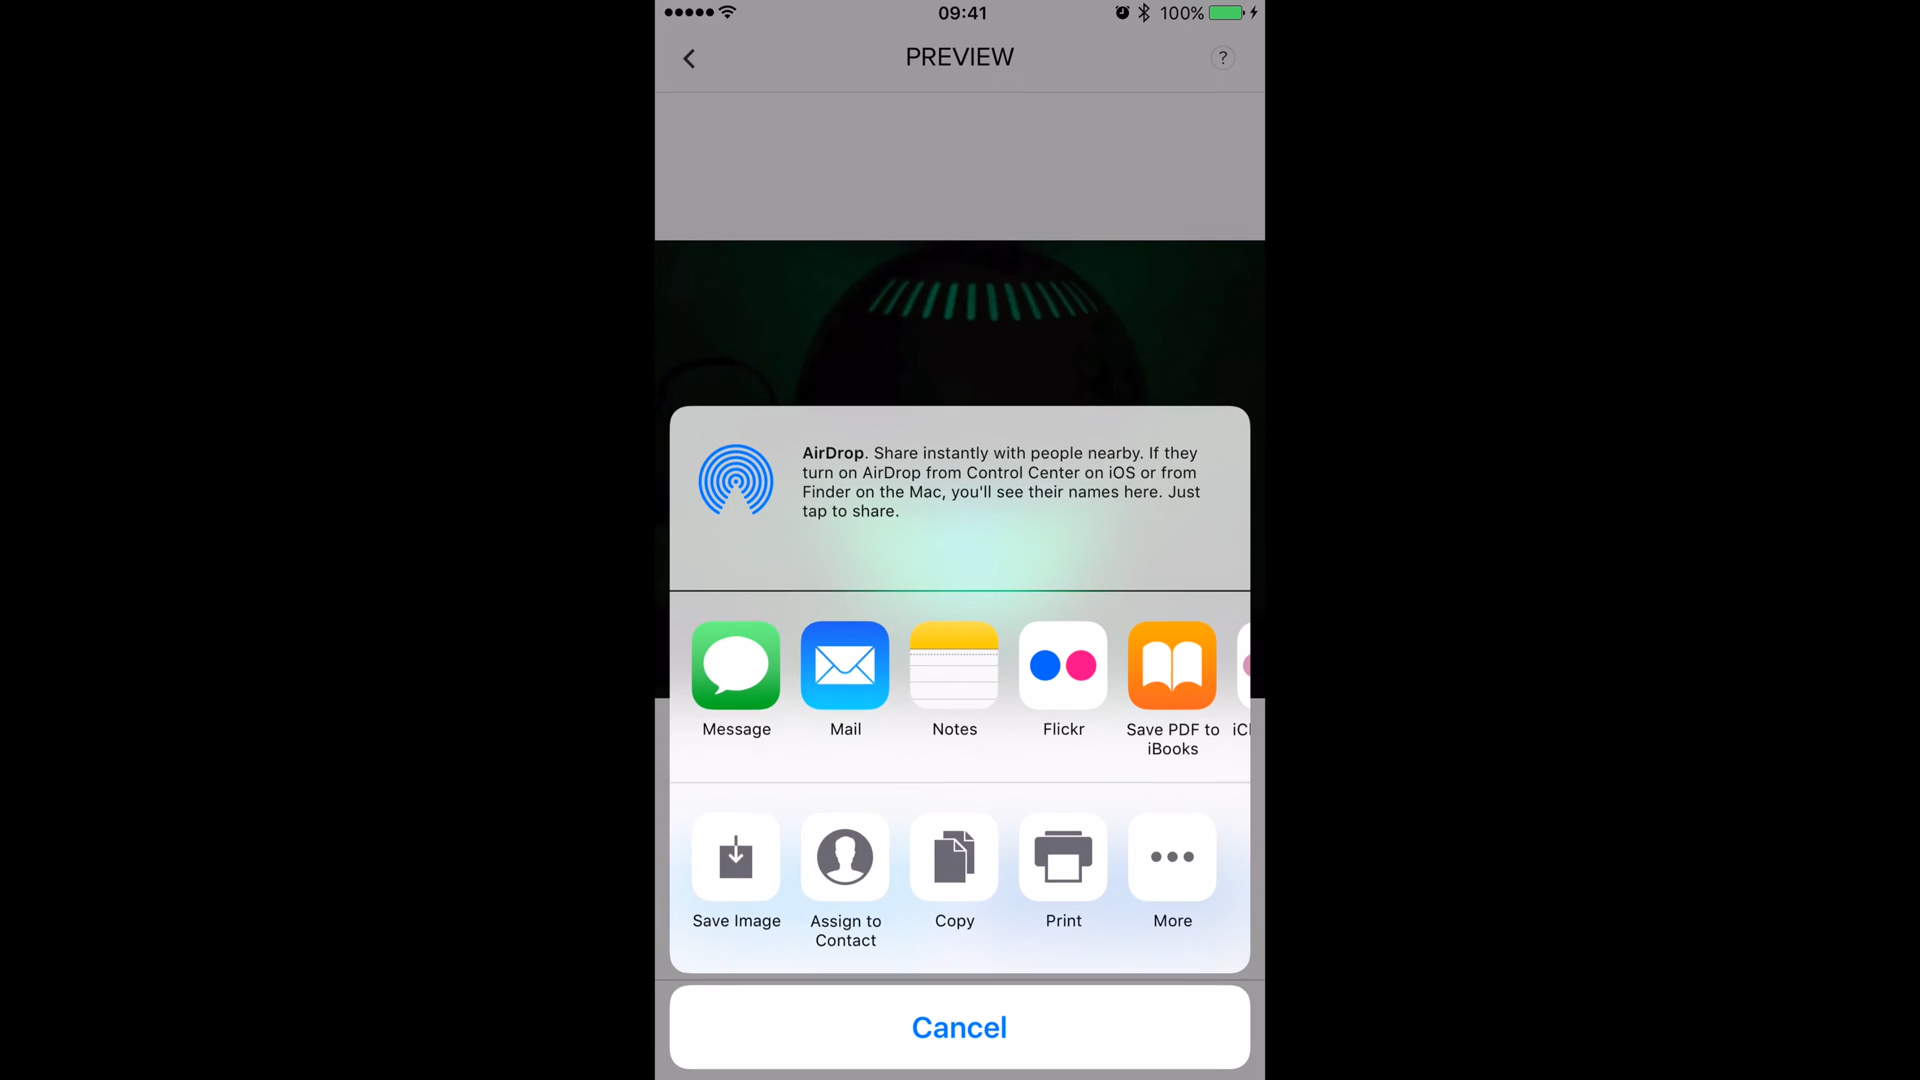 09:41
100%
PREVIEW
?
AirDrop. Share instantly with people nearby. If they
turn on AirDrop from Control Center on iOS or from
Finder on the Mac, you'll see their names here. Just
tap to share.
Message
Mail
Notes
Flickr
Save PDF to
iBooks
Save Image
Assign to
Contact
Copy
Print
More
Cancel